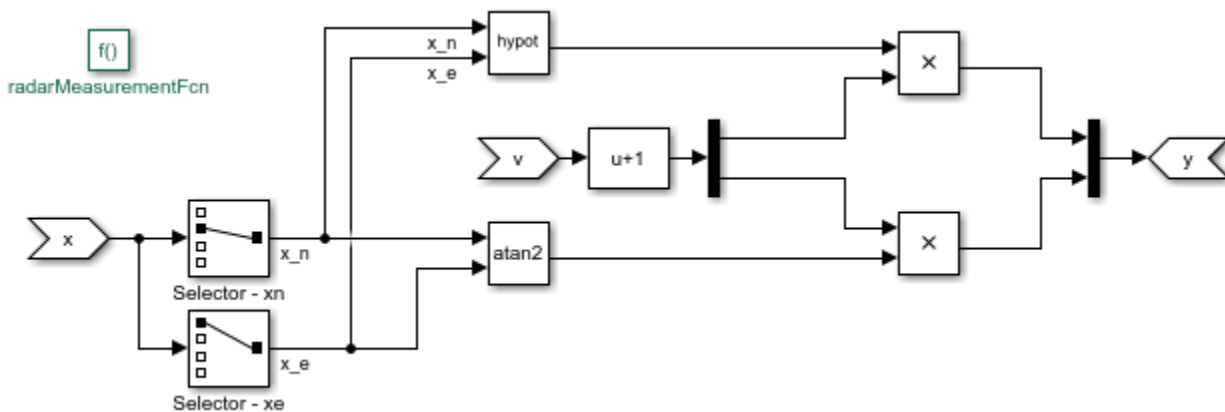 f()
radarMeasurementFcn
x_n
x_e
hypot
×
v
u+1
x
x_n
Selector - xn
atan2
×
y
x_e
Selector - xe